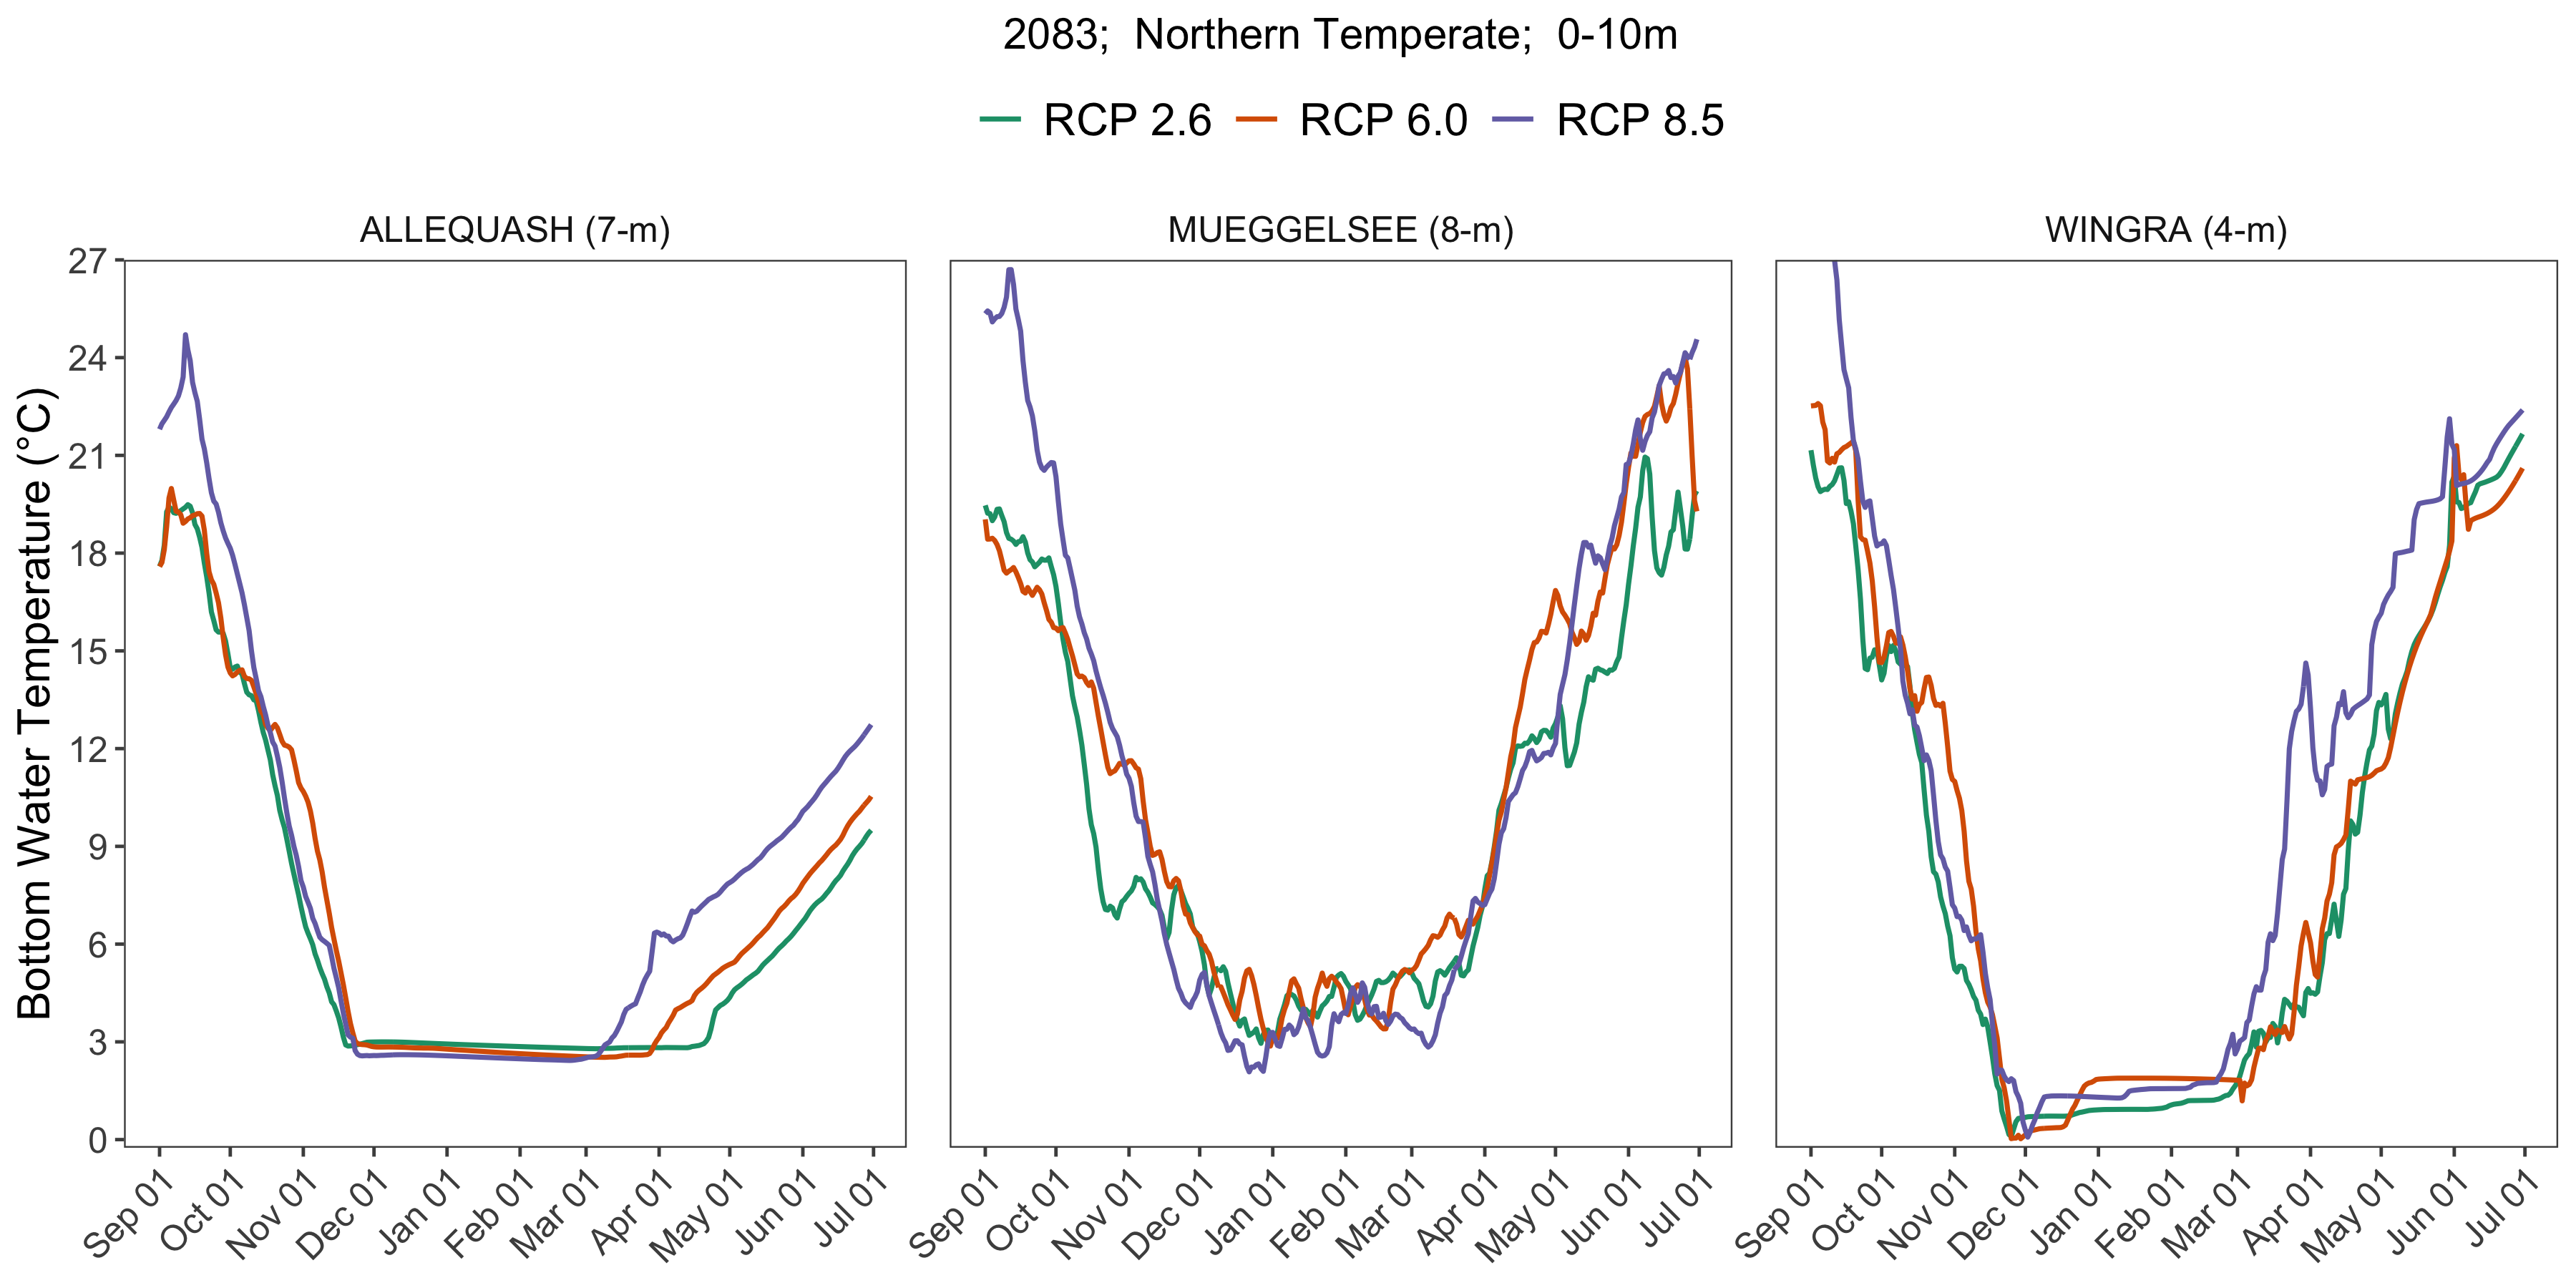 2083;  Northern Temperate;  0-10m
RCP 2.6 RCP 6.0 RCP 8.5
ALLEQUASH (7-m) MUEGGELSEE (8-m) WINGRA (4-m)
Bottom Water Temperature (°C)
27
24
21
18
15
12
9
6
3
0
Sep 01 Oct 01 Nov 01 Dec 01 Jan 01 Feb 01 Mar 01 Apr 01 May 01 Jun 01 Jul 01
Sep 01 Oct 01 Nov 01 Dec 01 Jan 01 Feb 01 Mar 01 Apr 01 May 01 Jun 01 Jul 01
Sep 01 Oct 01 Nov 01 Dec 01 Jan 01 Feb 01 Mar 01 Apr 01 May 01 Jun 01 Jul 01